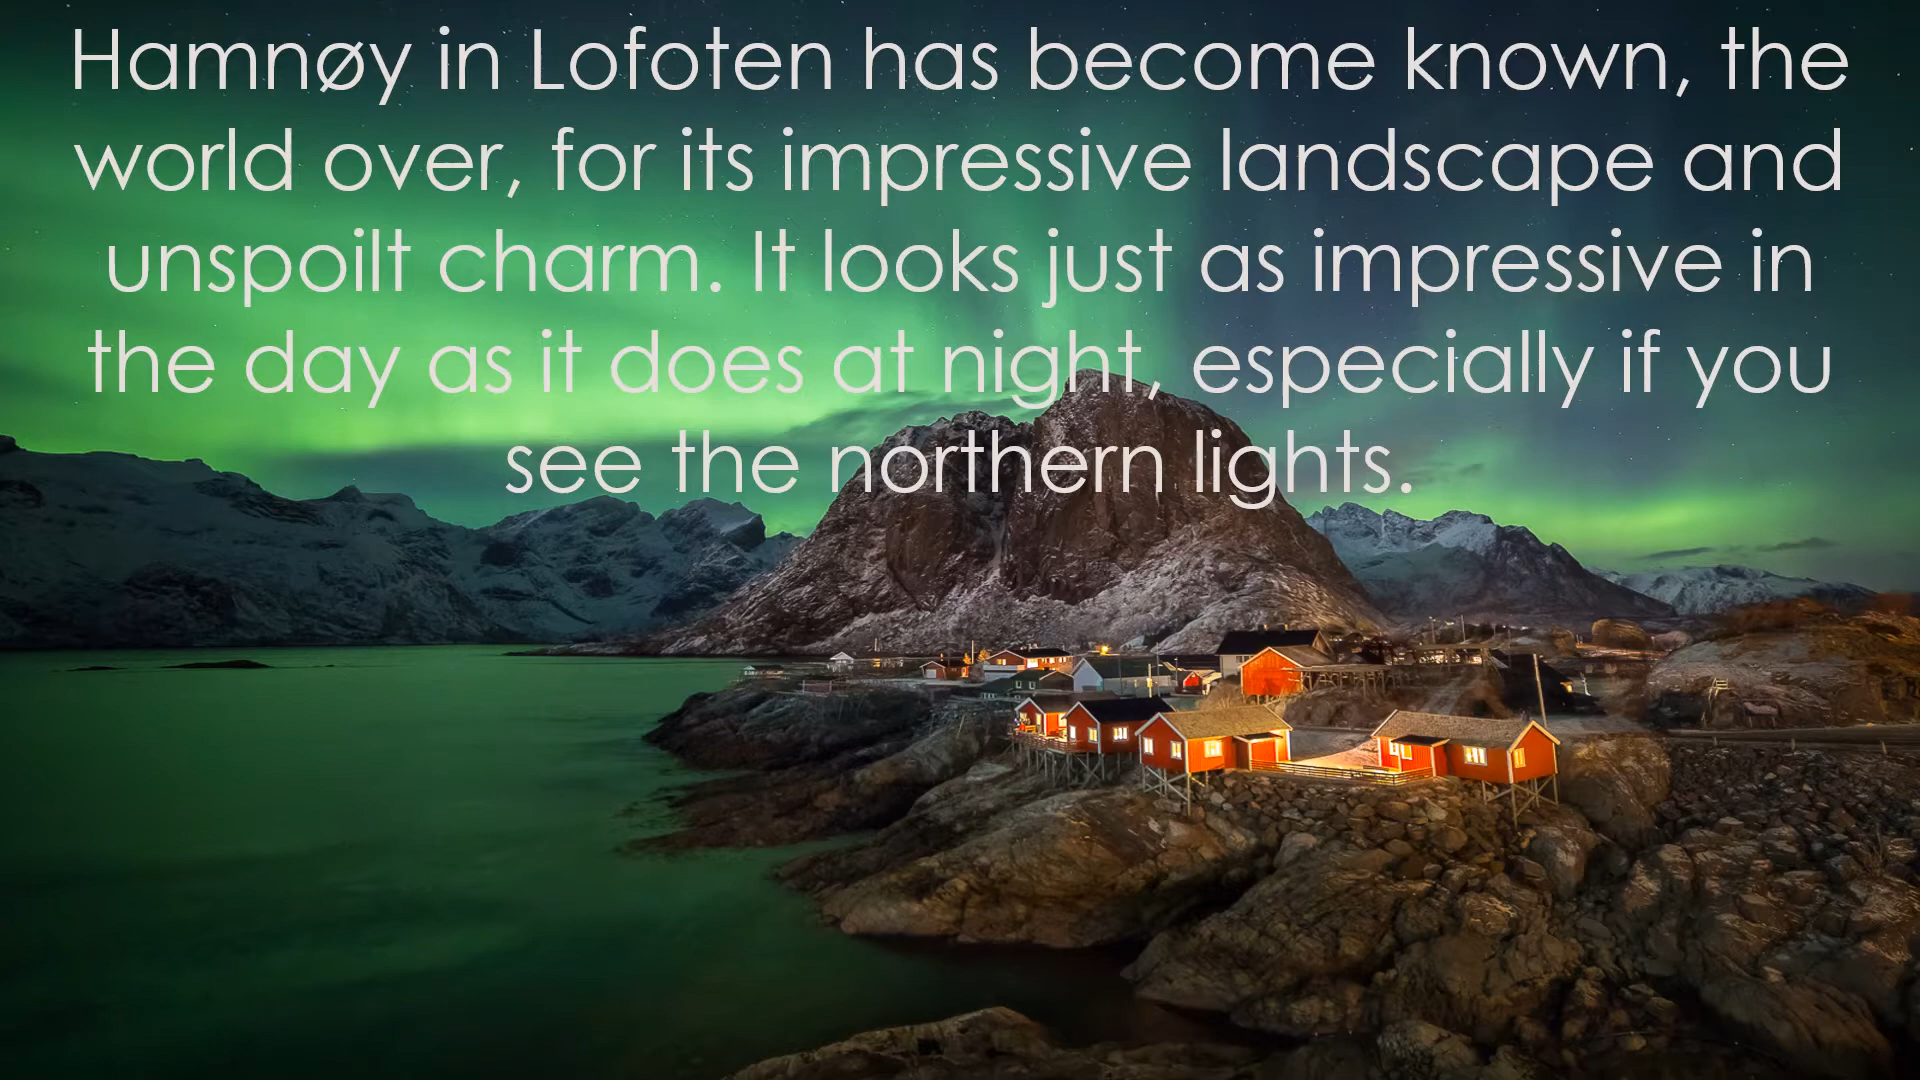 Hamnøy in Lofoten has become known, the
world over, for its impressive landscape and
unspoilt charm. It looks just as impressive in
the day as it does at night, especially if you
see the northern lights.